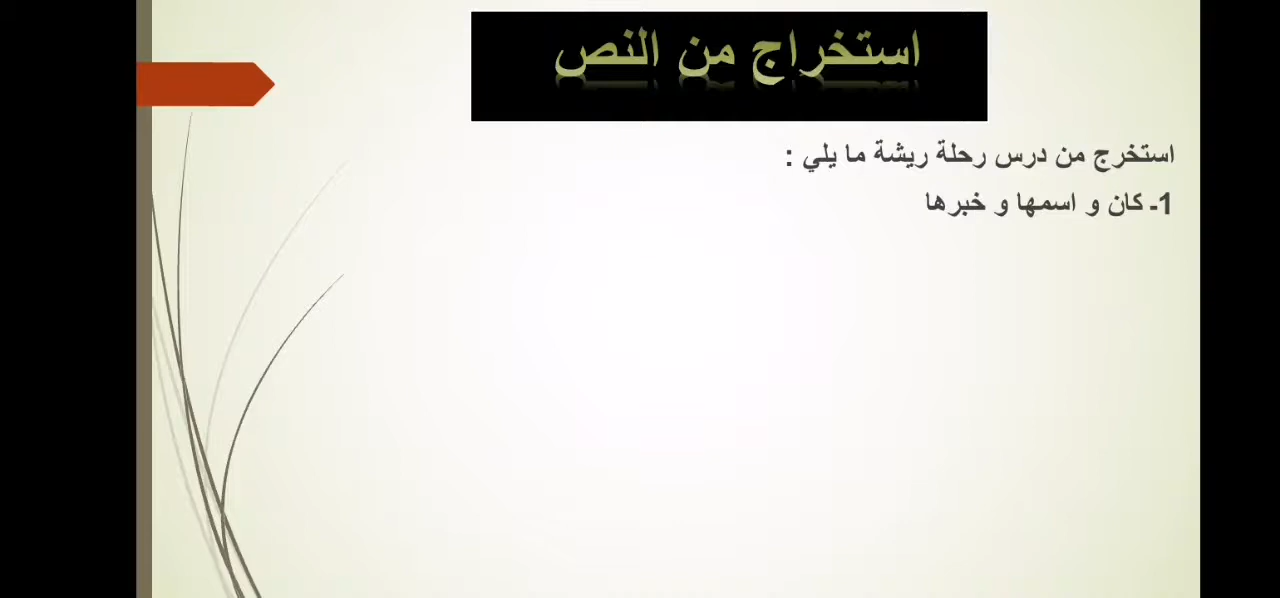 استخراج من النص
استخرج من درس رحلة ريشة ما يلي :
1- كان و اسمها و خبرها